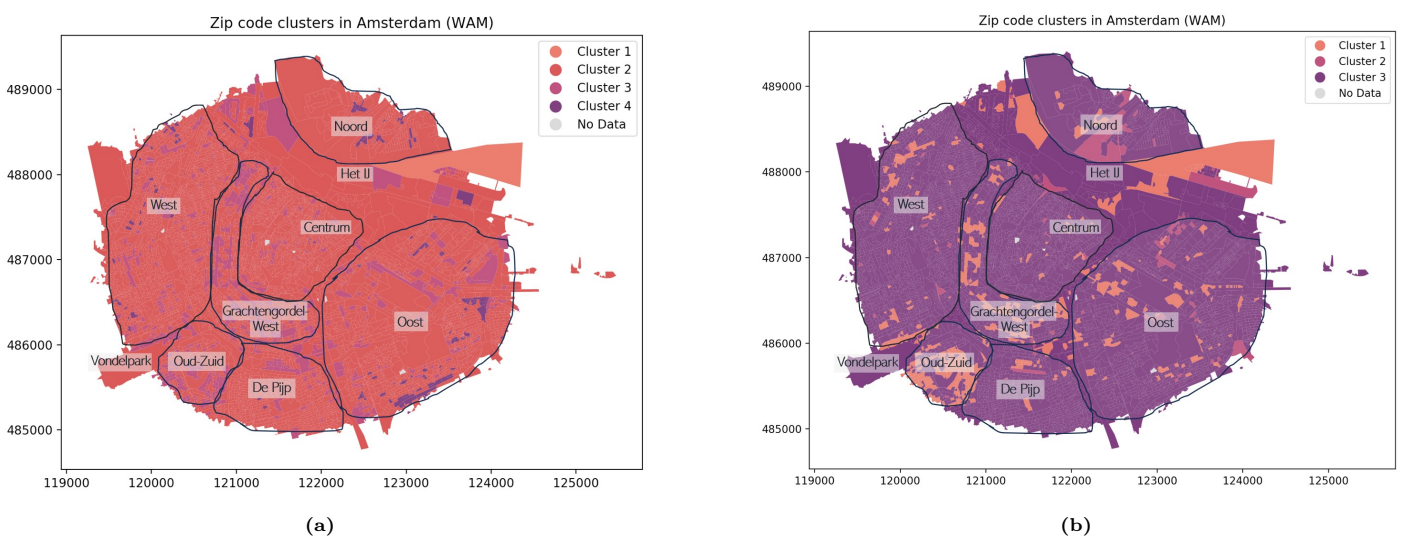 Zip code clusters in Amsterdam (WAM)
Cluster 1
Cluster 2
Cluster 3
Cluster 4
No Data
489000
488000
487000
486000
485000
Noord
Het IJ
West
Centrum
Grachtengordel-
West
Oost
Vondelpark
Oud-Zuid
De Pijp
119000 120000 121000 122000 123000 124000 125000
(a)
Zip code clusters in Amsterdam (WAM)
Cluster 1
Cluster 2
Cluster 3
No Data
489000
488000
487000
486000
485000
Noord
Het IJ
West
Centrum
Grachtengordel-
West
Oost
Vondelpark
Oud-Zuid
De Pijp
119000 120000 121000 122000 123000 124000 125000
(b)